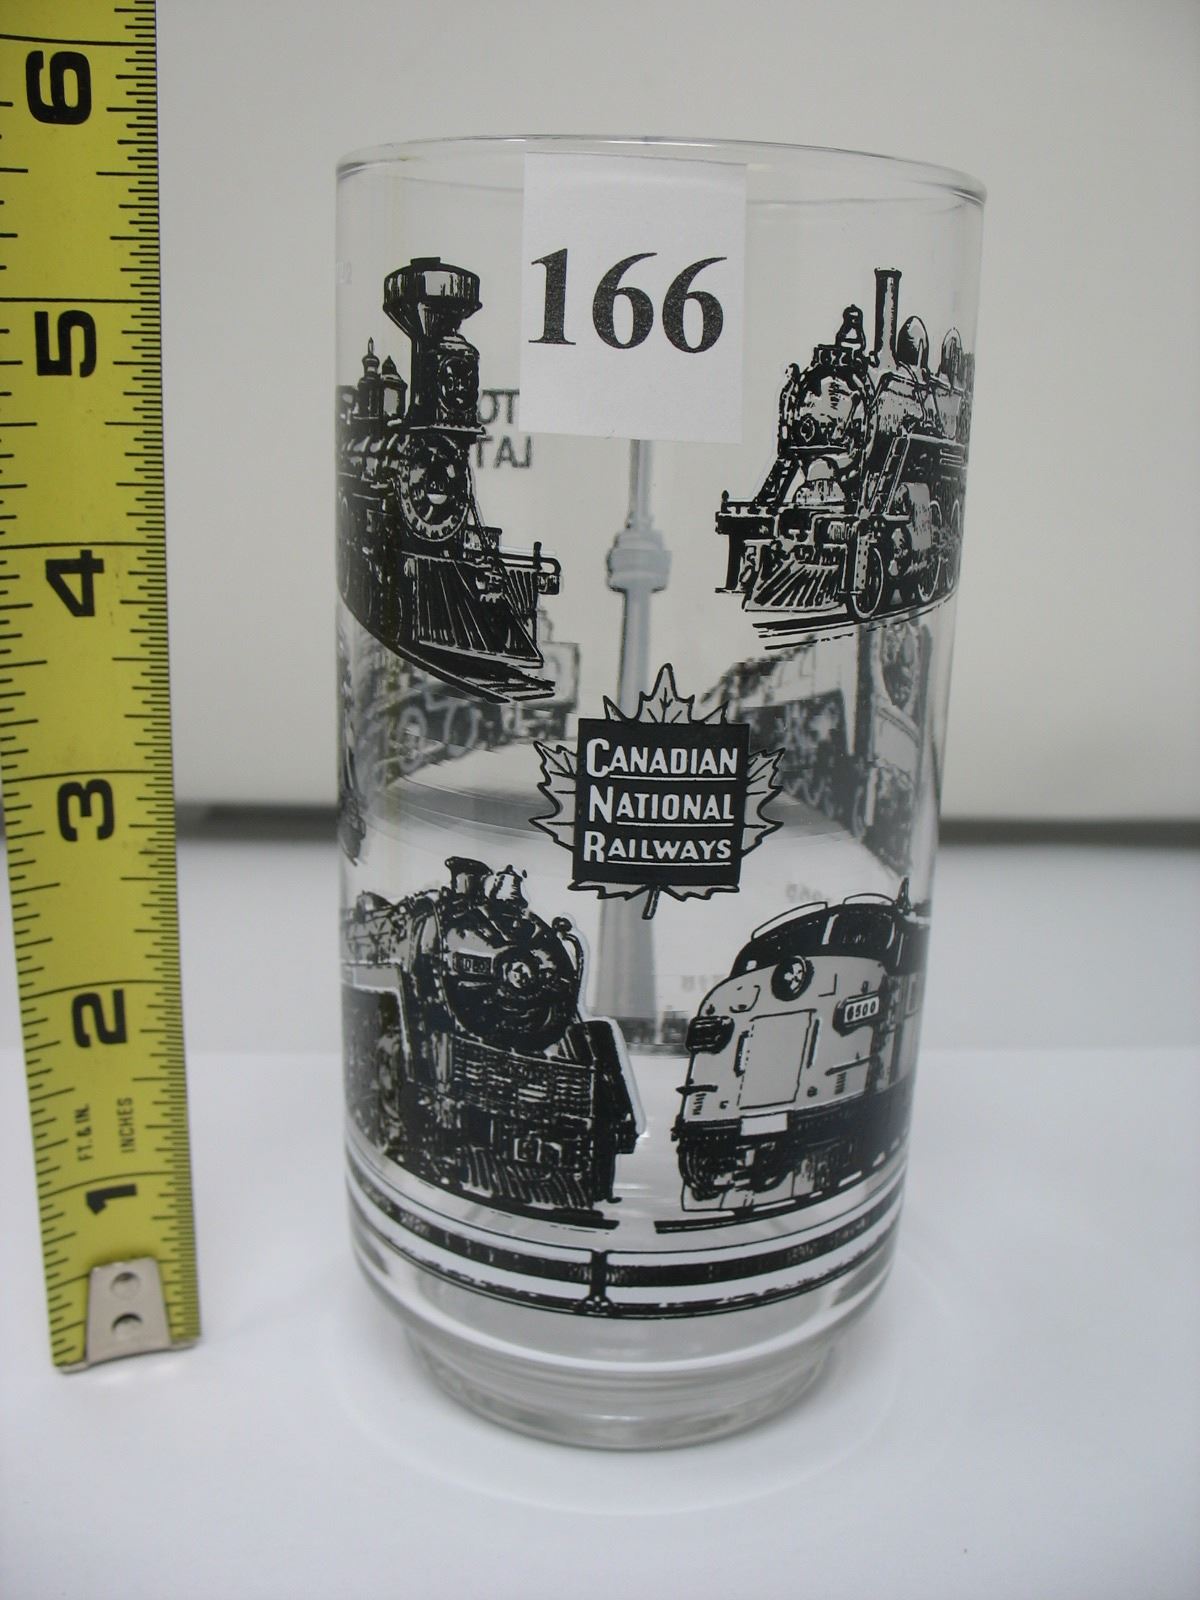 6
5
4
3
2
1
FT. & IN.
INCHES
166
CANADIAN
NATIONAL
RAILWAYS
6500